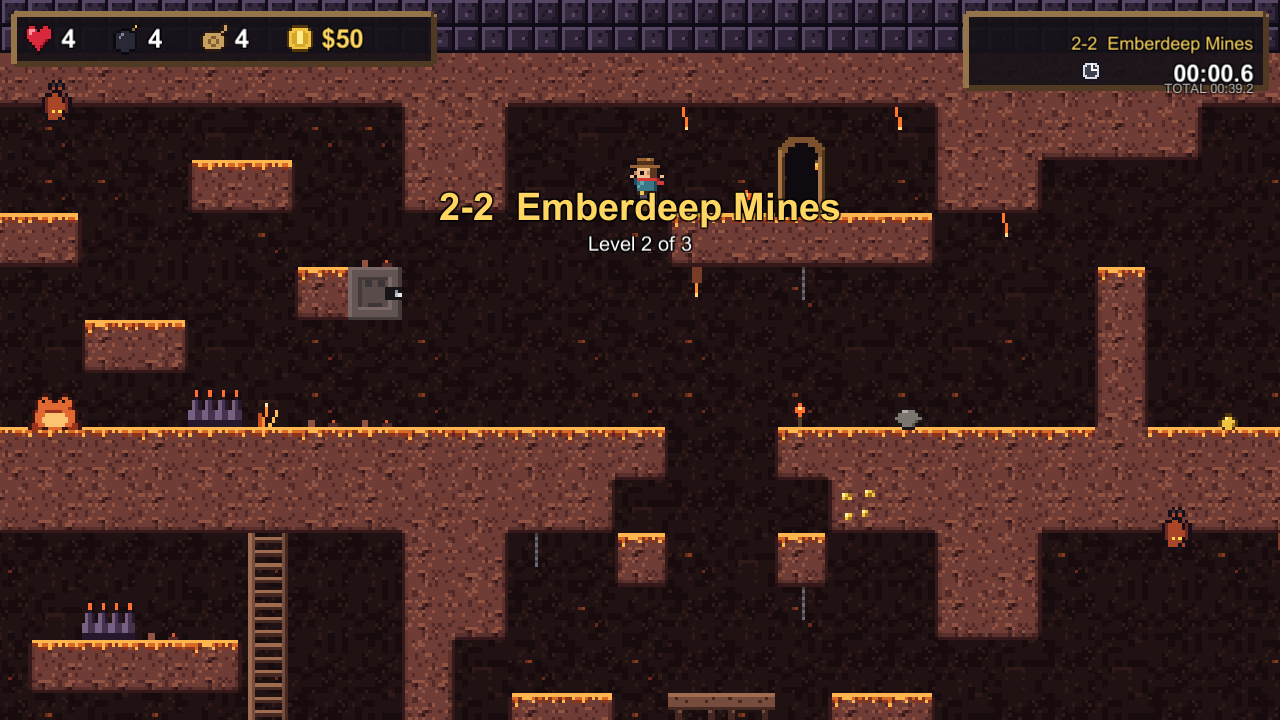 4 4 4 $50
2-2 Emberdeep Mines
00:00.6
TOTAL 00:39.2
2-2 Emberdeep Mines
Level 2 of 3